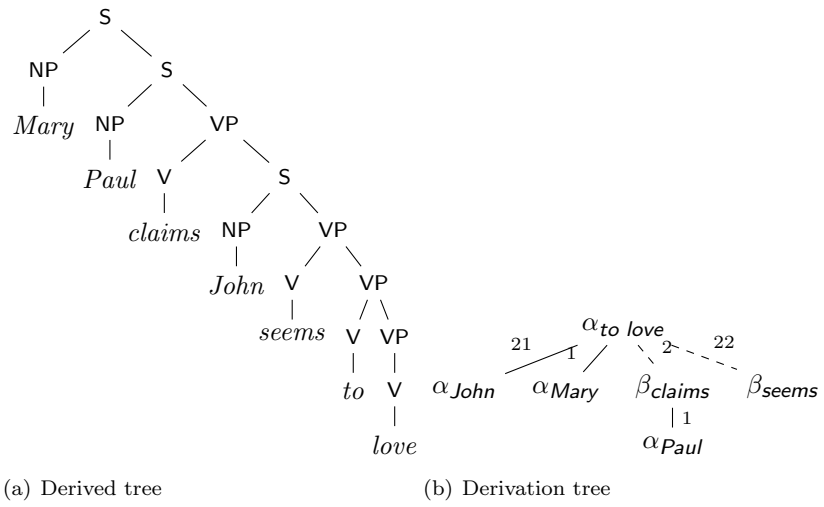 S
NP S
Mary NP VP
Paul V S
claims NP VP
John V VP
seems V VP
to V
love
α_to love
21 1 2 22
α_John α_Mary β_claims β_seems
1
α_Paul
(a) Derived tree (b) Derivation tree